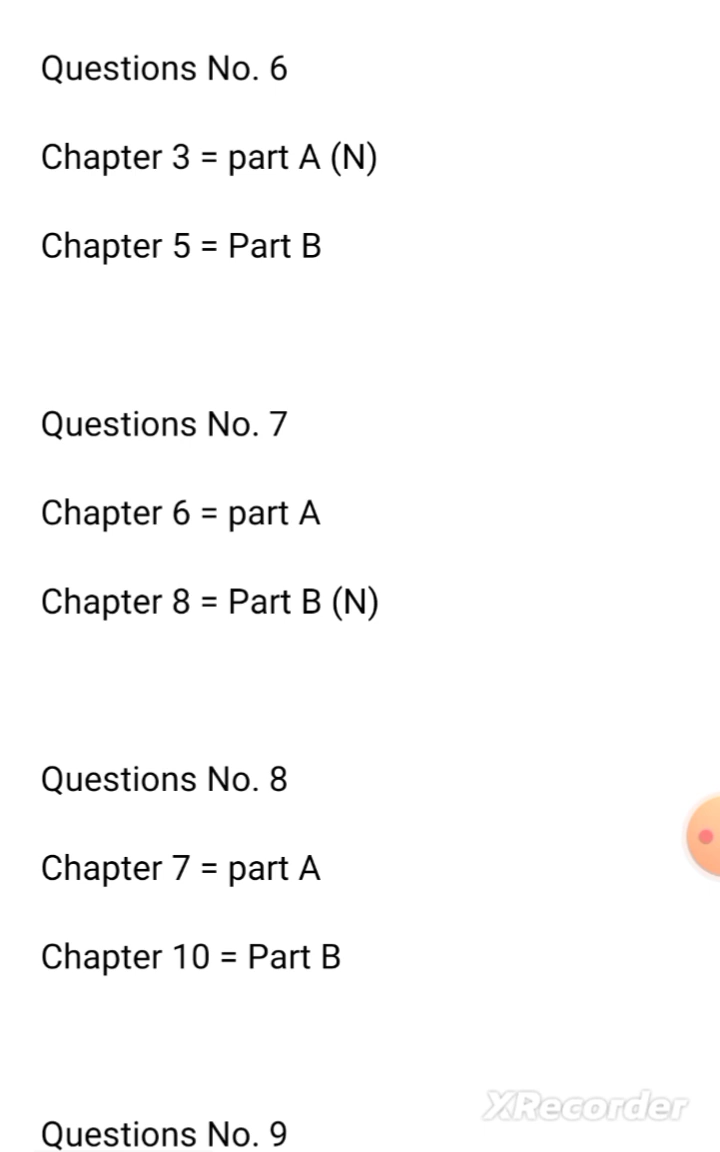 Questions No. 6
Chapter 3 = part A (N)
Chapter 5 = Part B
Questions No. 7
Chapter 6 = part A
Chapter 8 = Part B (N)
Questions No. 8
Chapter 7 = part A
Chapter 10 = Part B
XRecorder
Questions No. 9